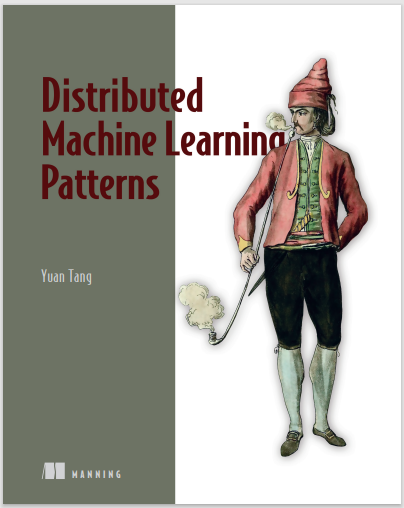 Distributed
Machine Learning
Patterns
Yuan Tang
MANNING